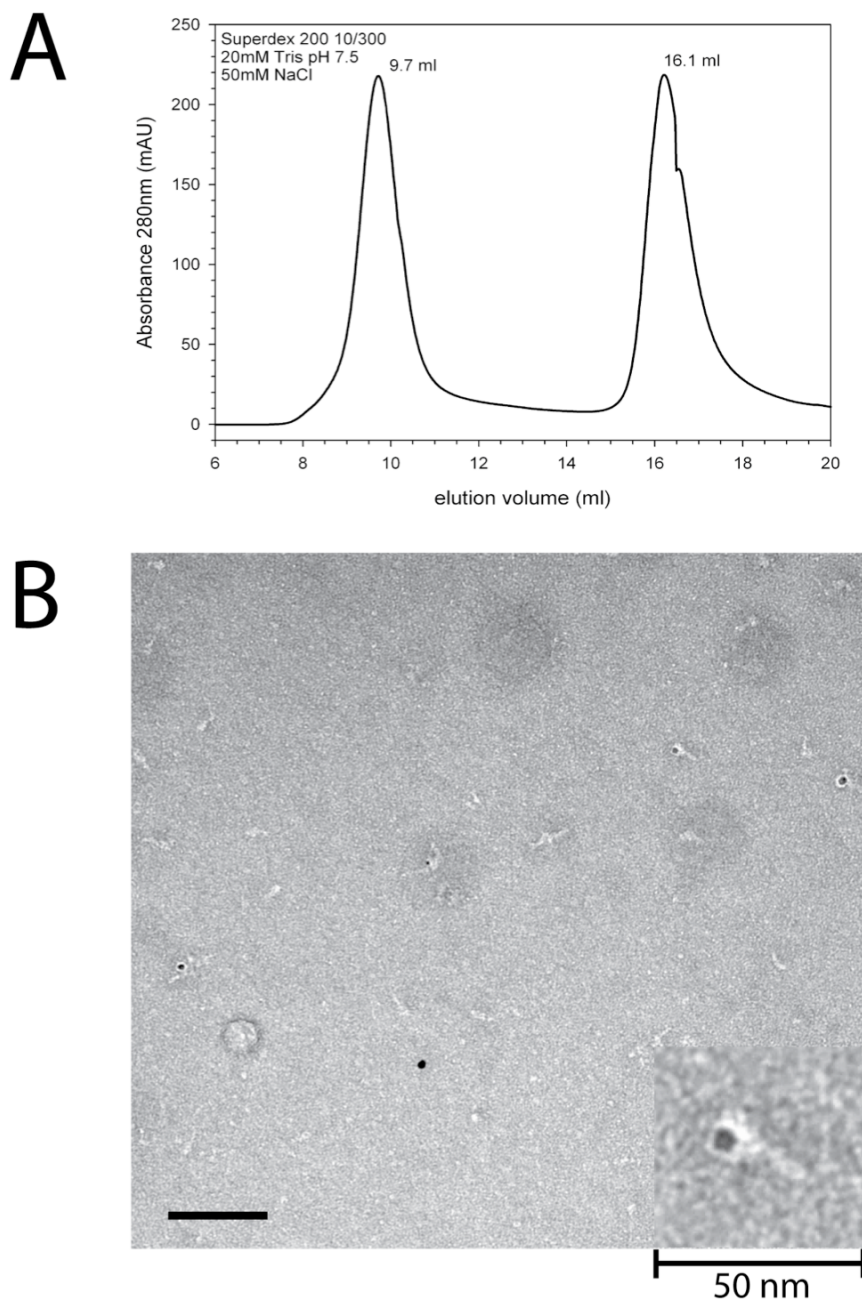 A
Superdex 200 10/300
20mM Tris pH 7.5
50mM NaCl
9.7 ml
16.1 ml
250
200
150
100
50
0
Absorbance 280nm (mAU)
6
8
10
12
14
16
18
20
elution volume (ml)
B
50 nm